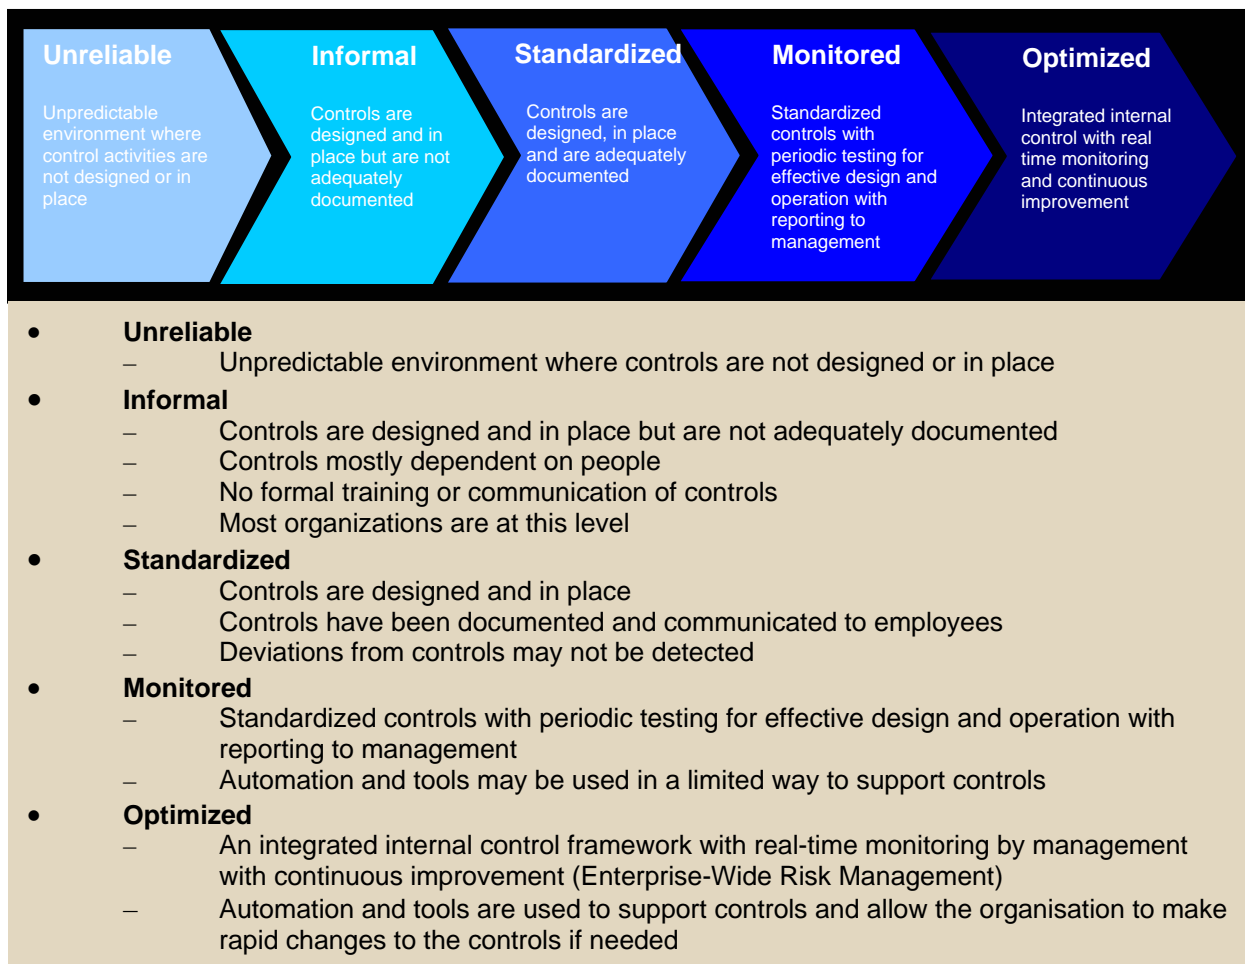 Unreliable
Unpredictable
environment where
control activities are
not designed or in
place
Informal
Controls are
designed and in
place but are not
adequately
documented
Standardized
Controls are
designed, in place
and are adequately
documented
Monitored
Standardized
controls with
periodic testing for
effective design and
operation with
reporting to
management
Optimized
Integrated internal
control with real
time monitoring
and continuous
improvement
• Unreliable
– Unpredictable environment where controls are not designed or in place
• Informal
– Controls are designed and in place but are not adequately documented
– Controls mostly dependent on people
– No formal training or communication of controls
– Most organizations are at this level
• Standardized
– Controls are designed and in place
– Controls have been documented and communicated to employees
– Deviations from controls may not be detected
• Monitored
– Standardized controls with periodic testing for effective design and operation with
reporting to management
– Automation and tools may be used in a limited way to support controls
• Optimized
– An integrated internal control framework with real-time monitoring by management
with continuous improvement (Enterprise-Wide Risk Management)
– Automation and tools are used to support controls and allow the organisation to make
rapid changes to the controls if needed